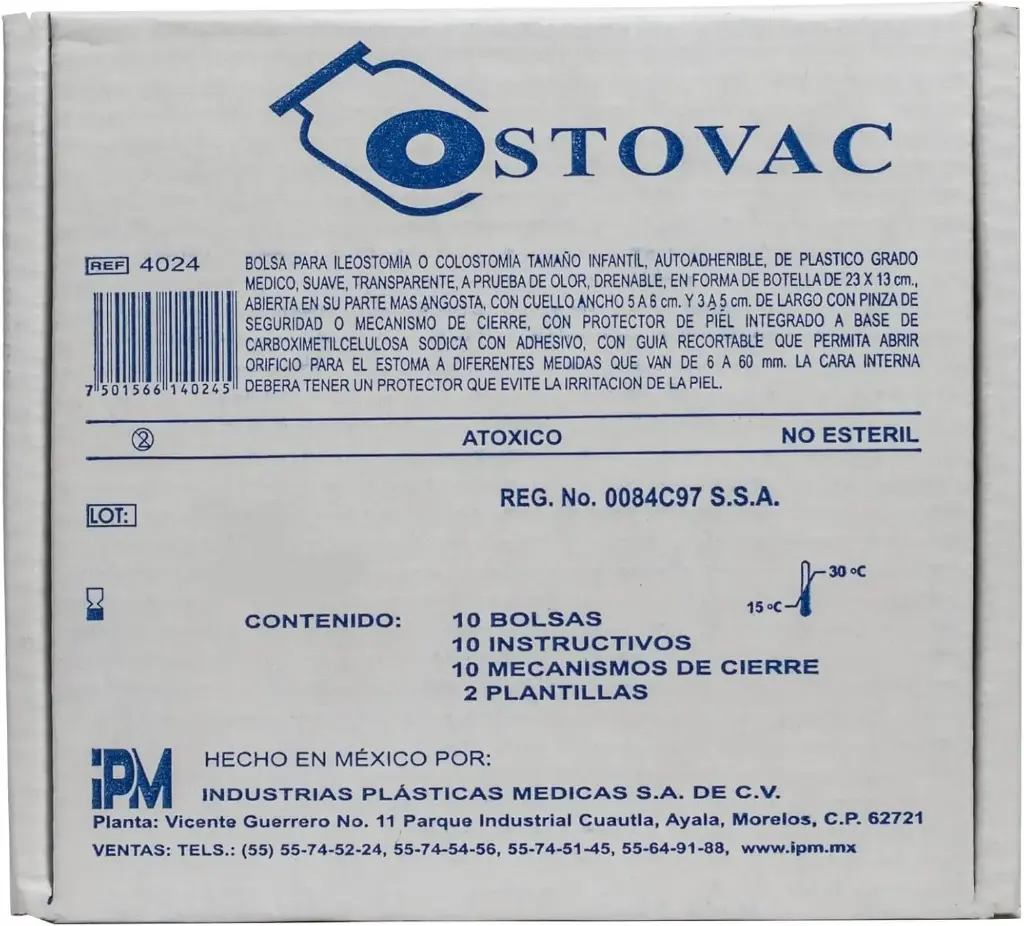 OSTOVAC
REF 4024
BOLSA PARA ILEOSTOMIA O COLOSTOMIA TAMAÑO INFANTIL, AUTOADHERIBLE, DE PLASTICO GRADO
MEDICO, SUAVE, TRANSPARENTE, A PRUEBA DE OLOR, DRENABLE, EN FORMA DE BOTELLA DE 23 X 13 cm.,
ABIERTA EN SU PARTE MAS ANGOSTA, CON CUELLO ANCHO 5 A 6 cm. Y 3 A 5 cm. DE LARGO CON PINZA DE
SEGURIDAD O MECANISMO DE CIERRE, CON PROTECTOR DE PIEL INTEGRADO A BASE DE
CARBOXIMETILCELULOSA SODICA CON ADHESIVO, CON GUIA RECORTABLE QUE PERMITA ABRIR
ORIFICIO PARA EL ESTOMA A DIFERENTES MEDIDAS QUE VAN DE 6 A 60 mm. LA CARA INTERNA
DEBERA TENER UN PROTECTOR QUE EVITE LA IRRITACION DE LA PIEL.
7 501566 140245
2 ATOXICO NO ESTERIL
REG. No. 0084C97 S.S.A.
LOT:
30 °C
15 °C
CONTENIDO: 10 BOLSAS
10 INSTRUCTIVOS
10 MECANISMOS DE CIERRE
2 PLANTILLAS
IPM
HECHO EN MÉXICO POR:
INDUSTRIAS PLÁSTICAS MEDICAS S.A. DE C.V.
Planta: Vicente Guerrero No. 11 Parque Industrial Cuautla, Ayala, Morelos, C.P. 62721
VENTAS: TELS.: (55) 55-74-52-24, 55-74-54-56, 55-74-51-45, 55-64-91-88, www.ipm.mx